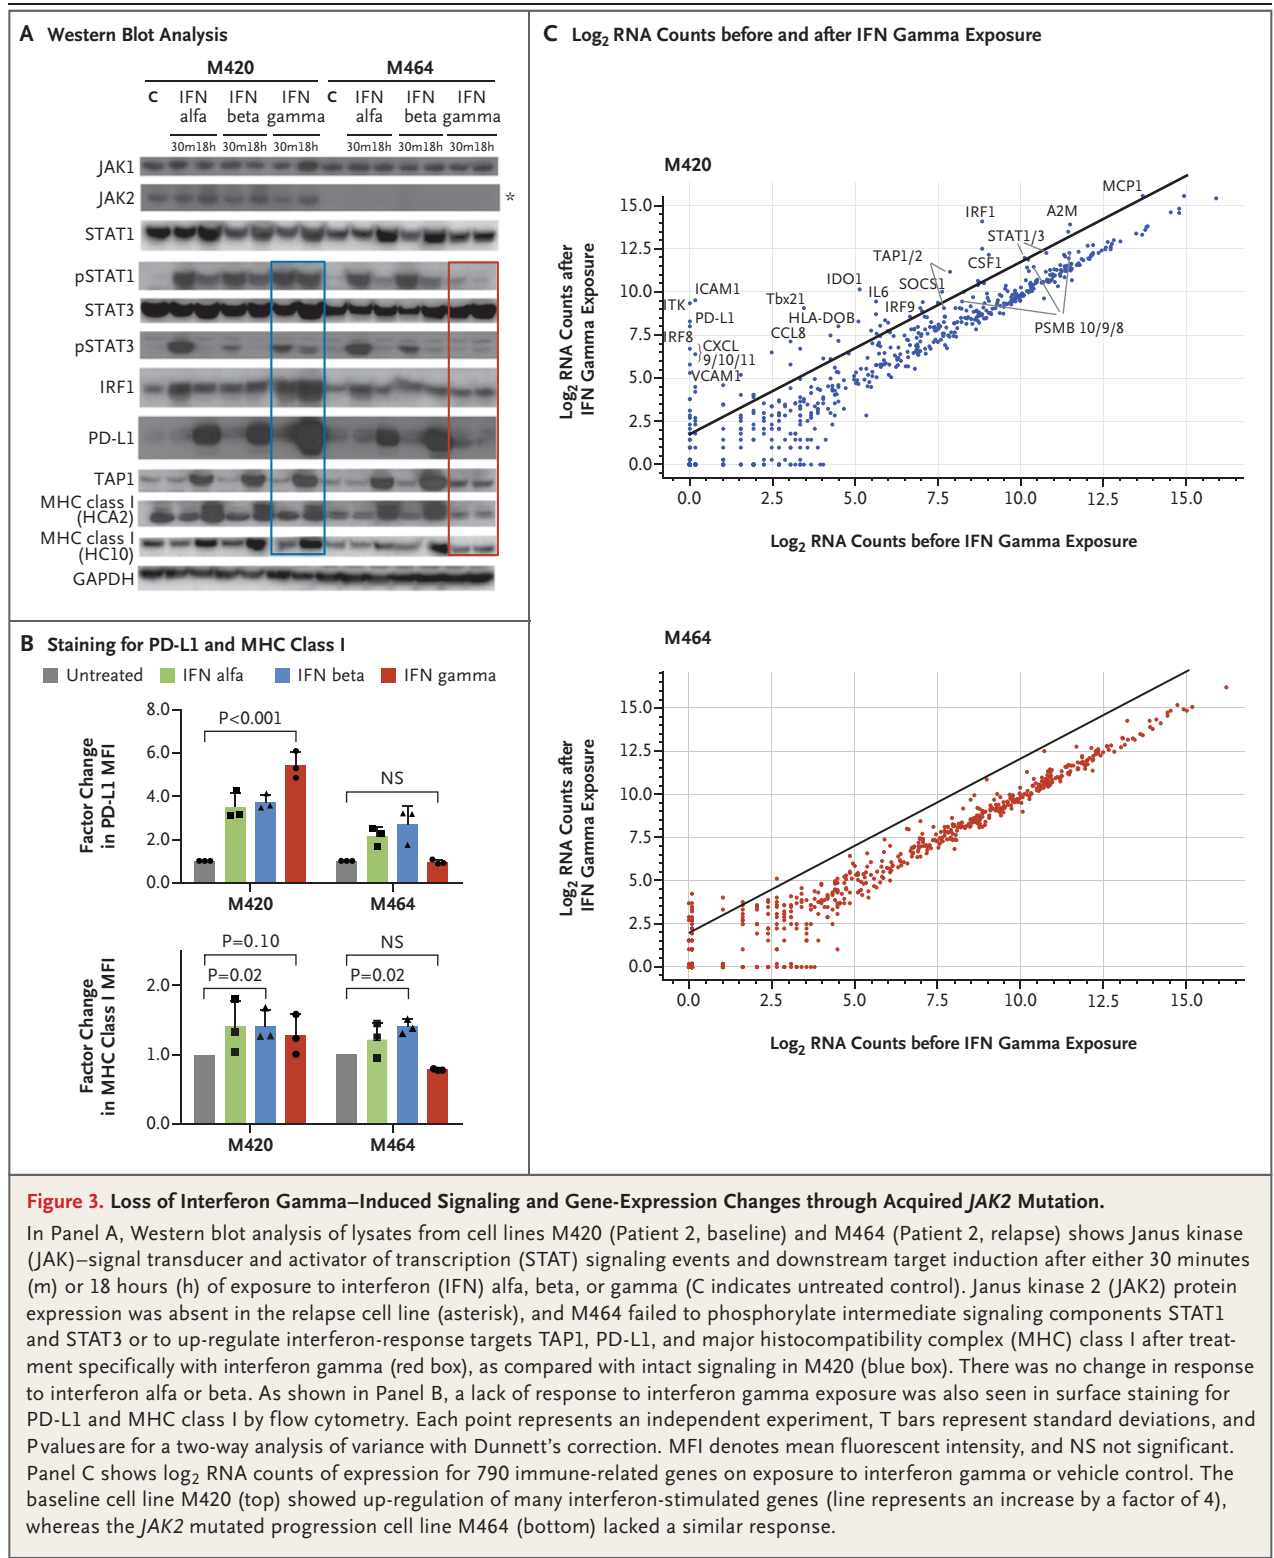 A Western Blot Analysis
M420 M464
C IFN alfa IFN beta IFN gamma C IFN alfa IFN beta IFN gamma
30m18h 30m18h 30m18h 30m18h 30m18h 30m18h
JAK1
JAK2 *
STAT1
pSTAT1
STAT3
pSTAT3
IRF1
PD-L1
TAP1
MHC class I
(HCA2)
MHC class I
(HC10)
GAPDH
B Staining for PD-L1 and MHC Class I
Untreated IFN alfa IFN beta IFN gamma
Factor Change
in PD-L1 MFI
8.0
6.0
4.0
2.0
0.0
P<0.001
NS
M420 M464
Factor Change
in MHC Class I MFI
2.0
1.0
0.0
P=0.10
P=0.02
NS
P=0.02
M420 M464
C Log2 RNA Counts before and after IFN Gamma Exposure
M420
Log2 RNA Counts after
IFN Gamma Exposure
15.0
12.5
10.0
7.5
5.0
2.5
0.0
MCP1
IRF1
A2M
STAT1/3
TAP1/2
CSF1
IDO1
SOCS1
ICAM1
IL6
ITK
Tbx21
IRF9
PD-L1
HLA-DOB
PSMB 10/9/8
IRF8
CCL8
CXCL
9/10/11
VCAM1
0.0 2.5 5.0 7.5 10.0 12.5 15.0
Log2 RNA Counts before IFN Gamma Exposure
M464
Log2 RNA Counts after
IFN Gamma Exposure
15.0
12.5
10.0
7.5
5.0
2.5
0.0
0.0 2.5 5.0 7.5 10.0 12.5 15.0
Log2 RNA Counts before IFN Gamma Exposure
Figure 3. Loss of Interferon Gamma–Induced Signaling and Gene-Expression Changes through Acquired JAK2 Mutation.
In Panel A, Western blot analysis of lysates from cell lines M420 (Patient 2, baseline) and M464 (Patient 2, relapse) shows Janus kinase
(JAK)–signal transducer and activator of transcription (STAT) signaling events and downstream target induction after either 30 minutes
(m) or 18 hours (h) of exposure to interferon (IFN) alfa, beta, or gamma (C indicates untreated control). Janus kinase 2 (JAK2) protein
expression was absent in the relapse cell line (asterisk), and M464 failed to phosphorylate intermediate signaling components STAT1
and STAT3 or to up-regulate interferon-response targets TAP1, PD-L1, and major histocompatibility complex (MHC) class I after treat-
ment specifically with interferon gamma (red box), as compared with intact signaling in M420 (blue box). There was no change in response
to interferon alfa or beta. As shown in Panel B, a lack of response to interferon gamma exposure was also seen in surface staining for
PD-L1 and MHC class I by flow cytometry. Each point represents an independent experiment, T bars represent standard deviations, and
P values are for a two-way analysis of variance with Dunnett's correction. MFI denotes mean fluorescent intensity, and NS not significant.
Panel C shows log2 RNA counts of expression for 790 immune-related genes on exposure to interferon gamma or vehicle control. The
baseline cell line M420 (top) showed up-regulation of many interferon-stimulated genes (line represents an increase by a factor of 4),
whereas the JAK2 mutated progression cell line M464 (bottom) lacked a similar response.